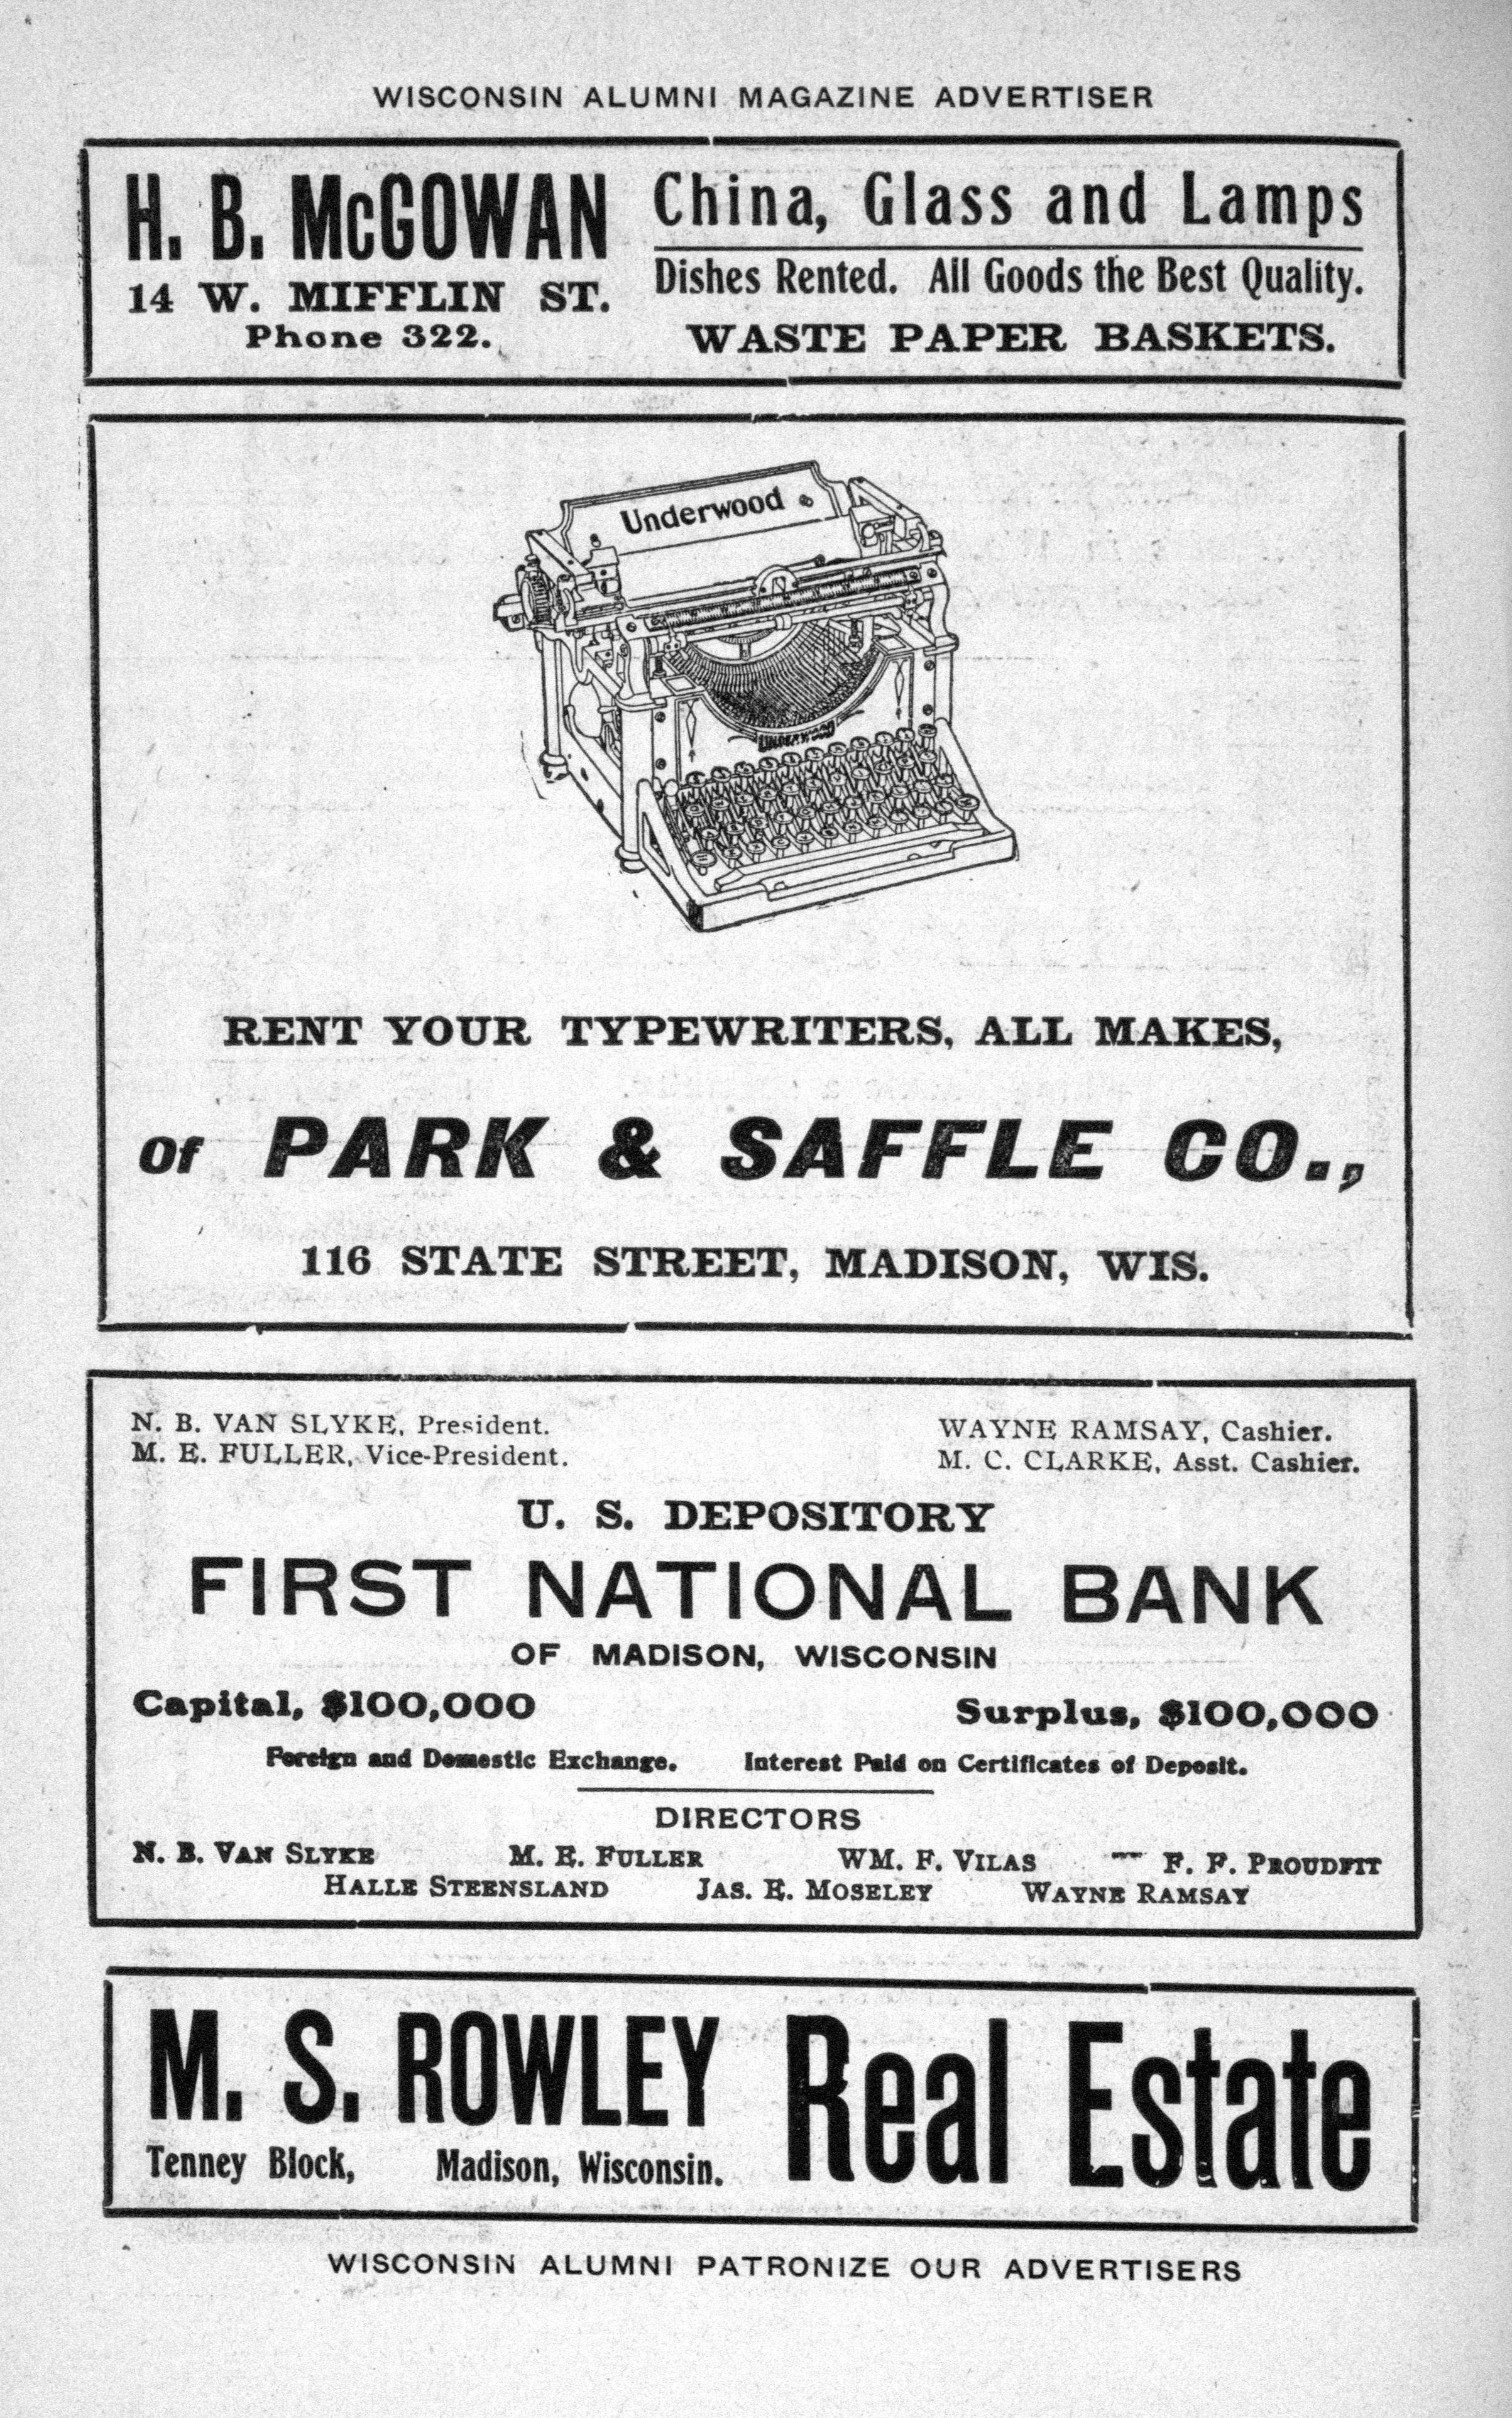 WISCONSIN ALUMNI MAGAZINE ADVERTISER
H. B. McGOWAN
14 W. MIFFLIN ST.
Phone 322.
China, Glass and Lamps
Dishes Rented. All Goods the Best Quality.
WASTE PAPER BASKETS.
Underwood
UNDERWOOD
RENT YOUR TYPEWRITERS, ALL MAKES,
Of PARK & SAFFLE CO.,
116 STATE STREET, MADISON, WIS.
N. B. VAN SLYKE, President.
M. E. FULLER, Vice-President.
WAYNE RAMSAY, Cashier.
M. C. CLARKE, Asst. Cashier.
U. S. DEPOSITORY
FIRST NATIONAL BANK
OF MADISON, WISCONSIN
Capital, $100,000 Surplus, $100,000
Foreign and Domestic Exchange. Interest Paid on Certificates of Deposit.
DIRECTORS
N. B. VAN SLYKE M. E. FULLER WM. F. VILAS F. F. PROUDFIT
HALLE STEENSLAND JAS. E. MOSELEY WAYNE RAMSAY
M. S. ROWLEY
Tenney Block, Madison, Wisconsin.
Real Estate
WISCONSIN ALUMNI PATRONIZE OUR ADVERTISERS